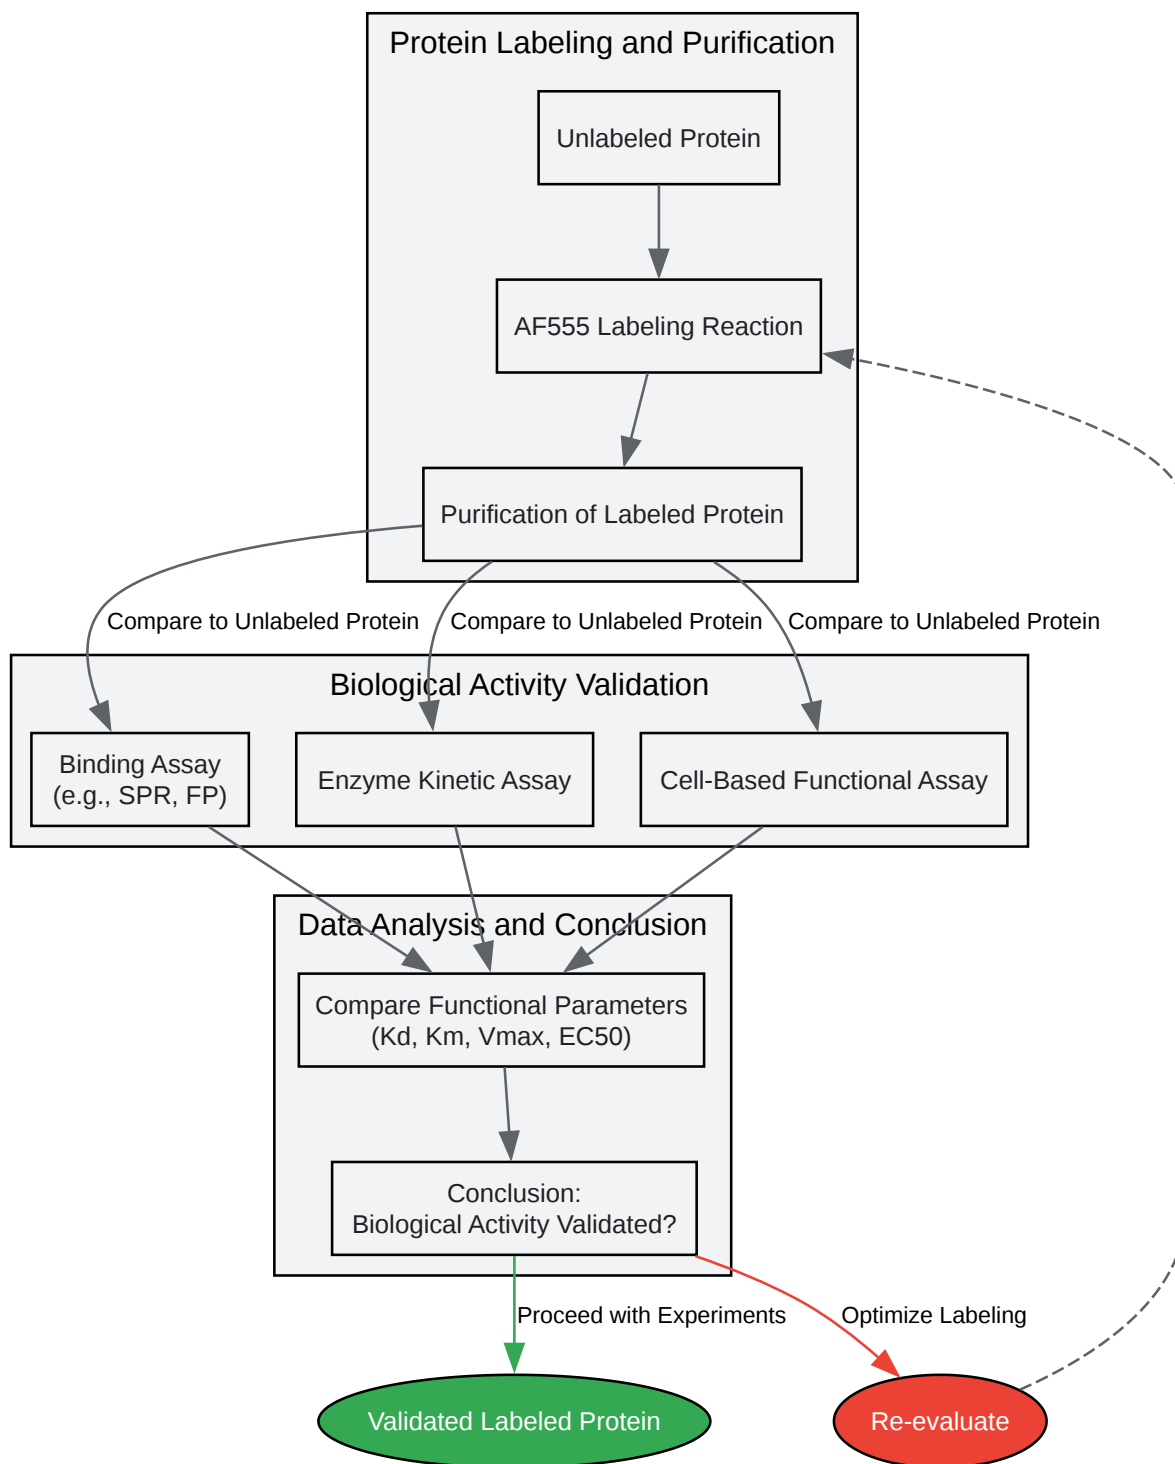 Protein Labeling and Purification
Unlabeled Protein
AF555 Labeling Reaction
Purification of Labeled Protein
Compare to Unlabeled Protein
Compare to Unlabeled Protein
Compare to Unlabeled Protein
Biological Activity Validation
Binding Assay
(e.g., SPR, FP)
Enzyme Kinetic Assay
Cell-Based Functional Assay
Data Analysis and Conclusion
Compare Functional Parameters
(Kd, Km, Vmax, EC50)
Conclusion:
Biological Activity Validated?
Proceed with Experiments
Optimize Labeling
Validated Labeled Protein
Re-evaluate